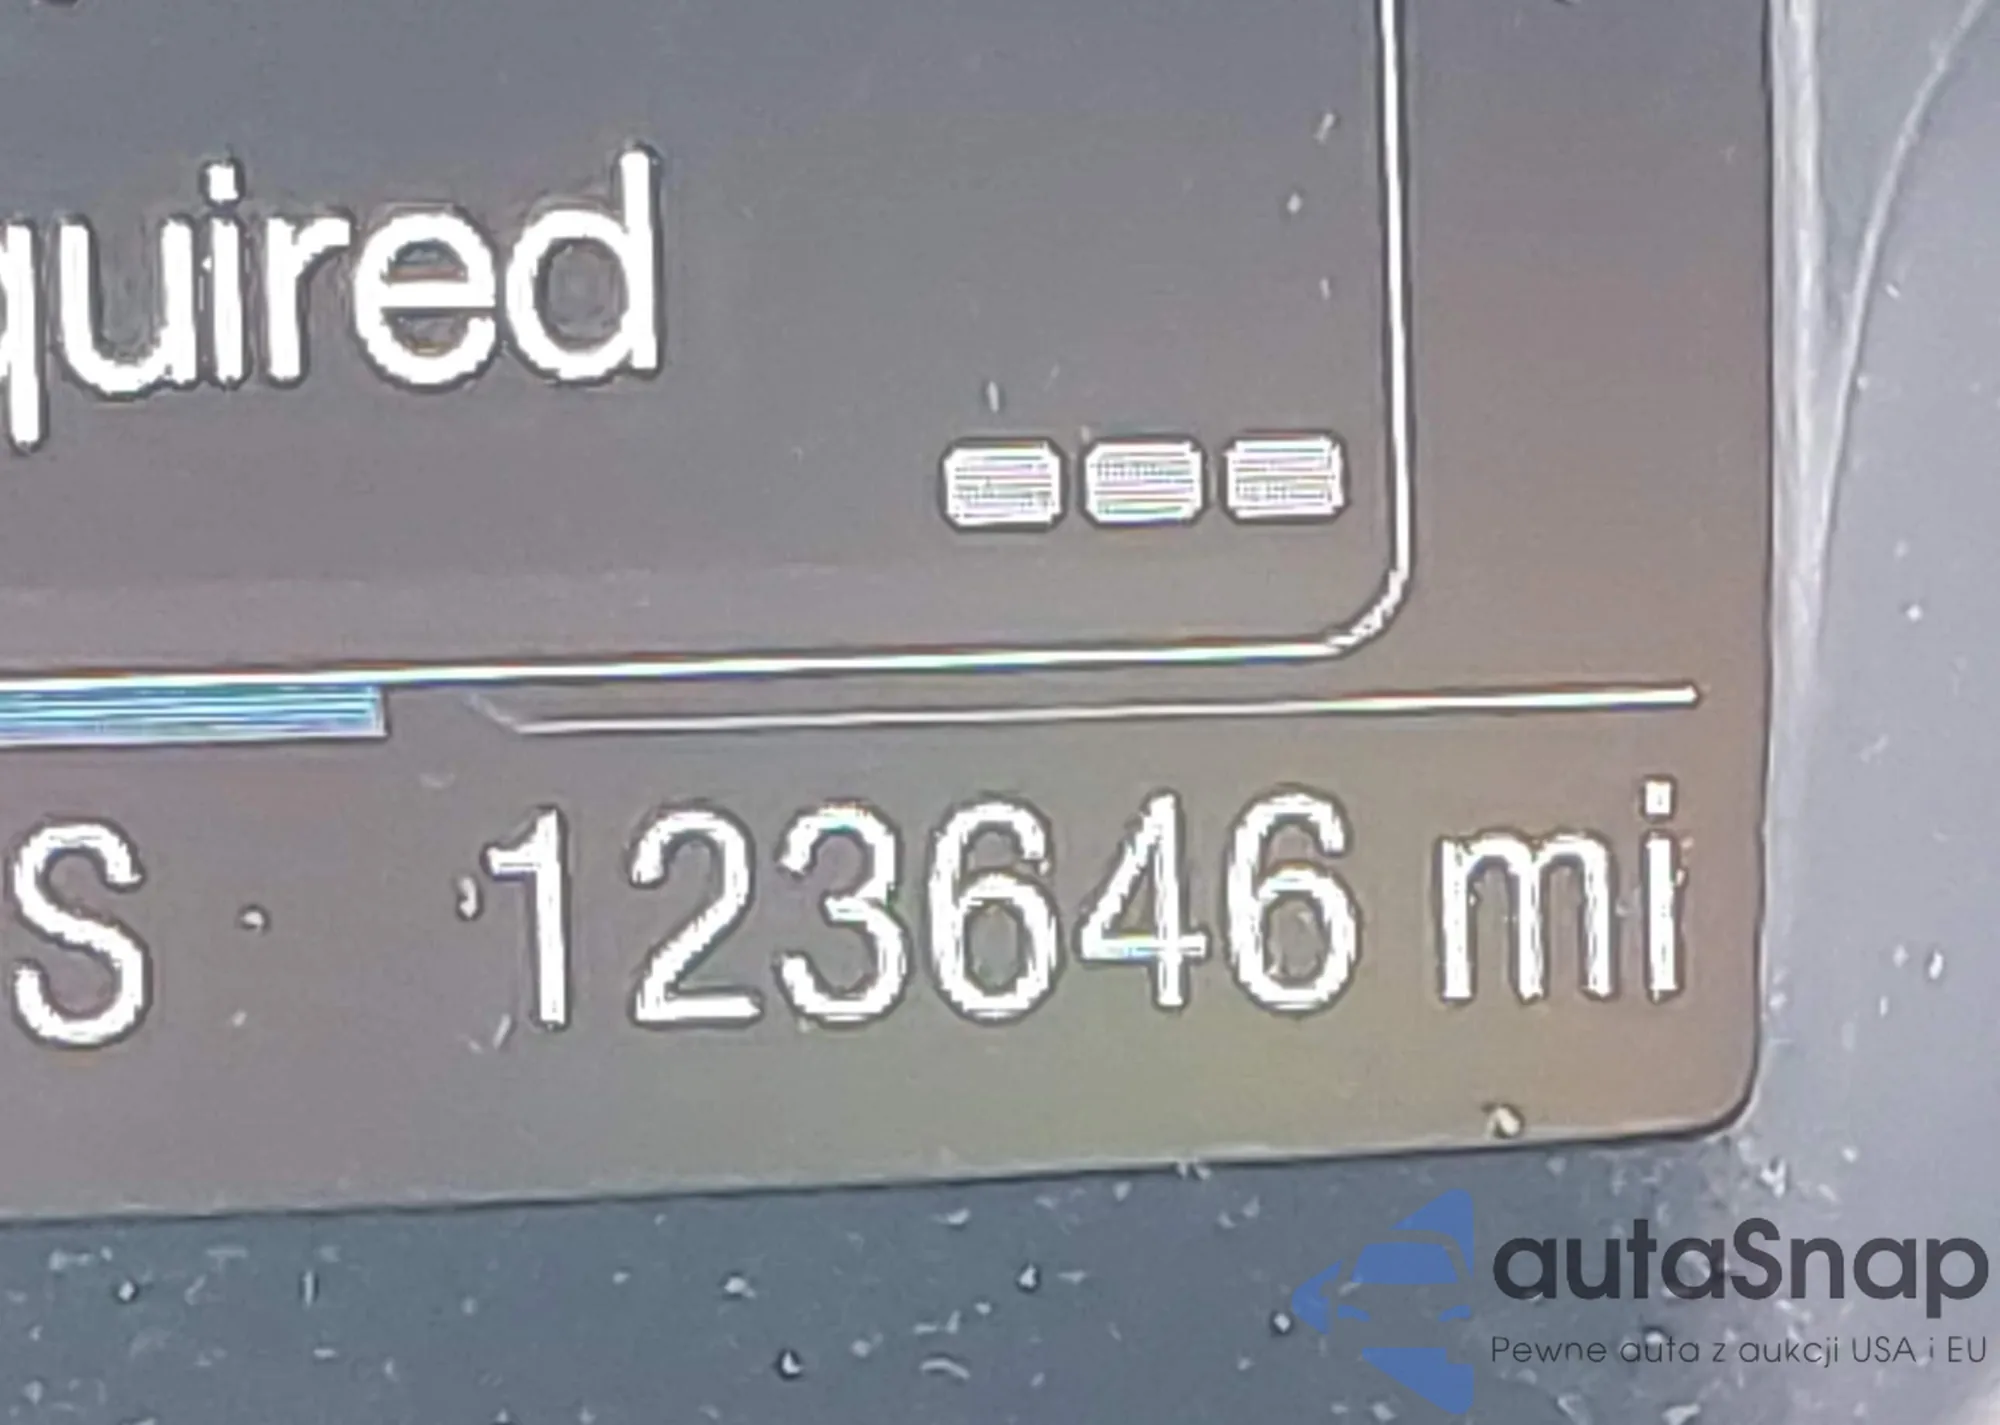 quired
S 123646 mi
autaSnap
Pewne auta z aukcji USA i EU